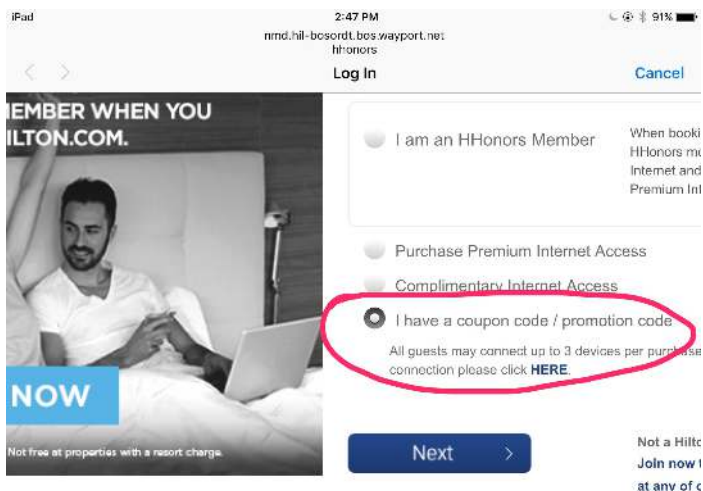 iPad 2:47 PM 91%
nmd.hil-bosordt.bos.wayport.net
hhonors
Log In Cancel
EMBER WHEN YOU
ILTON.COM.
NOW
Not free at properties with a resort charge.
I am an HHonors Member
When booki
HHonors me
Internet and
Premium Int
Purchase Premium Internet Access
Complimentary Internet Access
I have a coupon code / promotion code
All guests may connect up to 3 devices per purchase
connection please click HERE.
Next
Not a Hilto
Join now t
at any of o